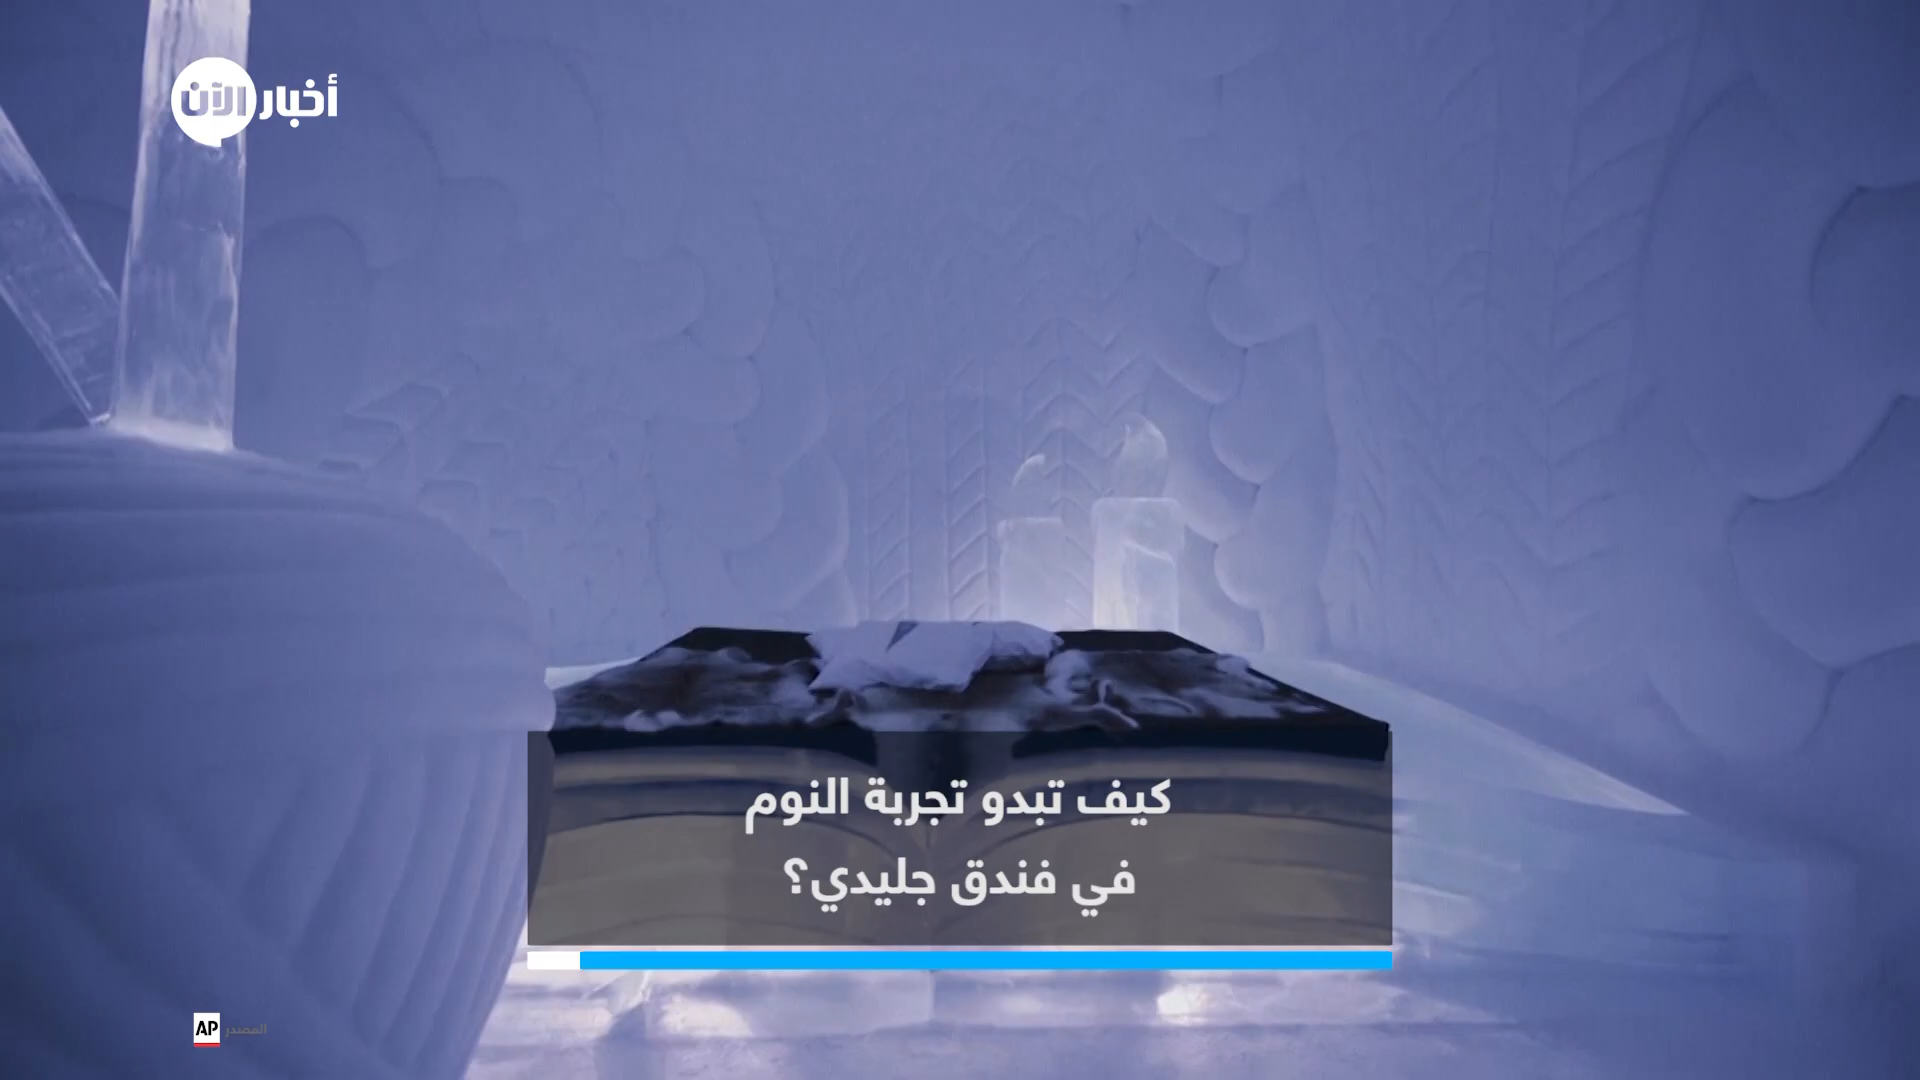 أخبار الآن
كيف تبدو تجربة النوم
في فندق جليدي؟
المصدر AP